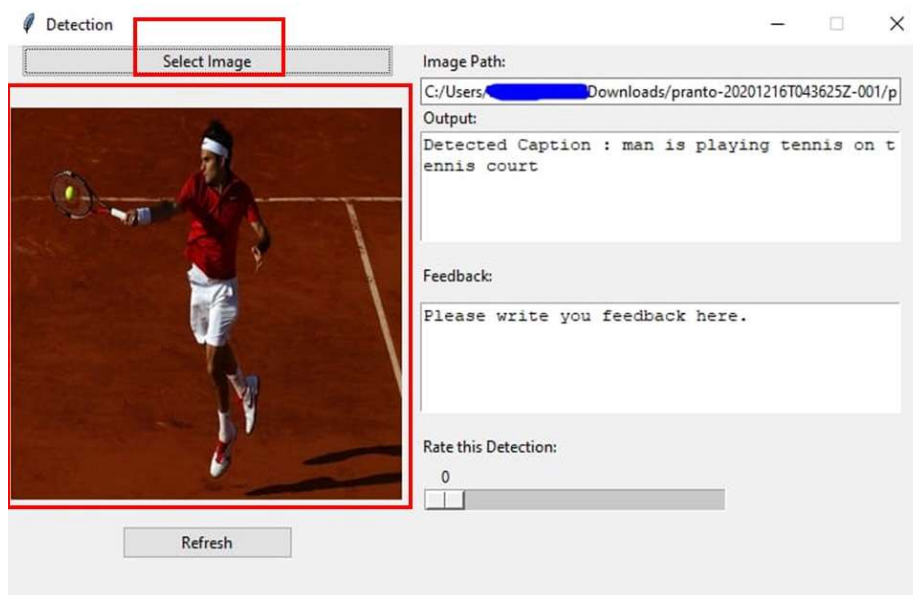 Detection
Select Image
Image Path:
C:/Users/ Downloads/pranto-20201216T043625Z-001/p
Output:
Detected Caption : man is playing tennis on t
ennis court
Feedback:
Please write you feedback here.
Rate this Detection:
0
Refresh